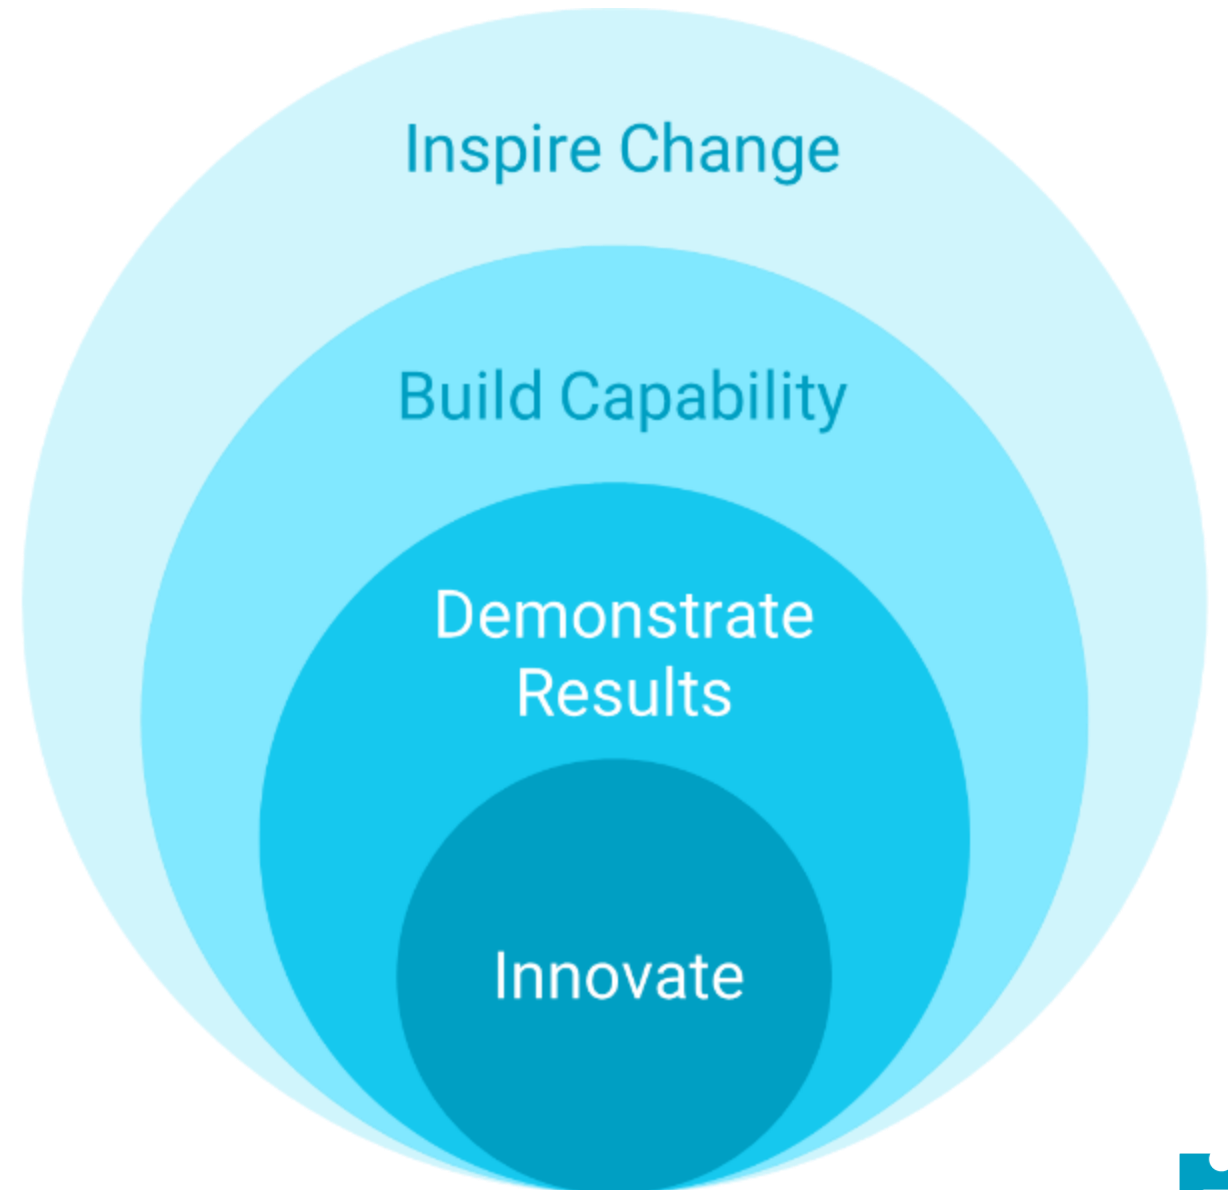 Inspire Change
Build Capability
Demonstrate
Results
Innovate